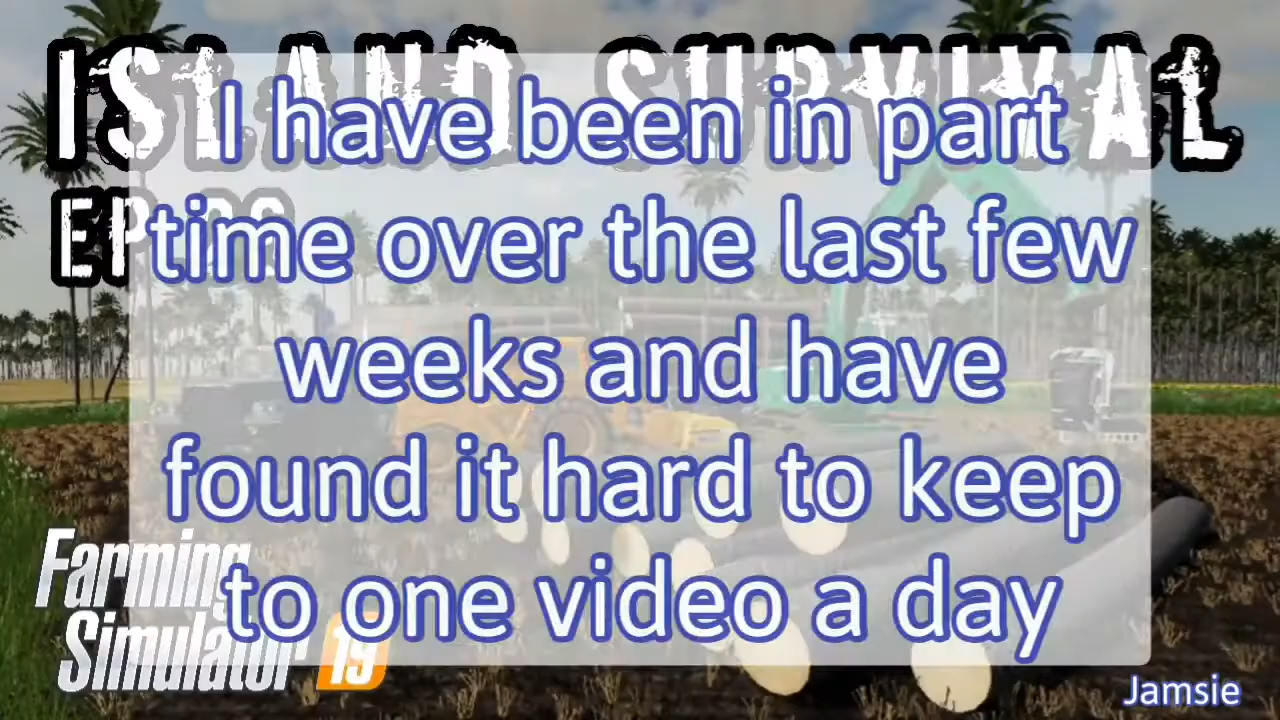 ISLAND SURVIVAL
EP
I have been in part
time over the last few
weeks and have
found it hard to keep
to one video a day
Farming
Simulator 19
Jamsie